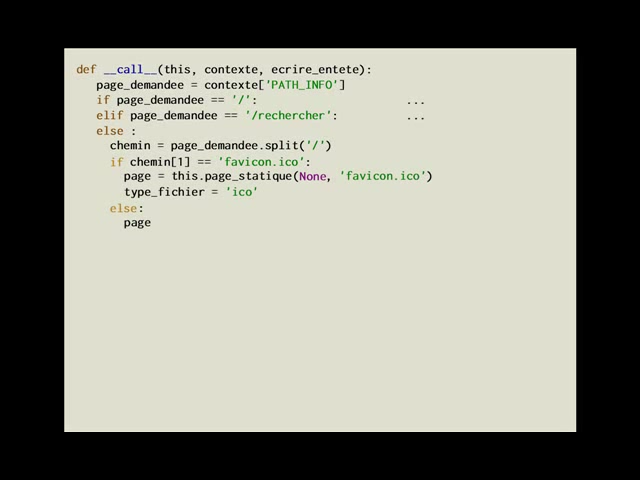 def __call__(this, contexte, ecrire_entete):
page_demandee = contexte['PATH_INFO']
if page_demandee == '/': ...
elif page_demandee == '/rechercher': ...
else :
chemin = page_demandee.split('/')
if chemin[1] == 'favicon.ico':
page = this.page_statique(None, 'favicon.ico')
type_fichier = 'ico'
else:
page